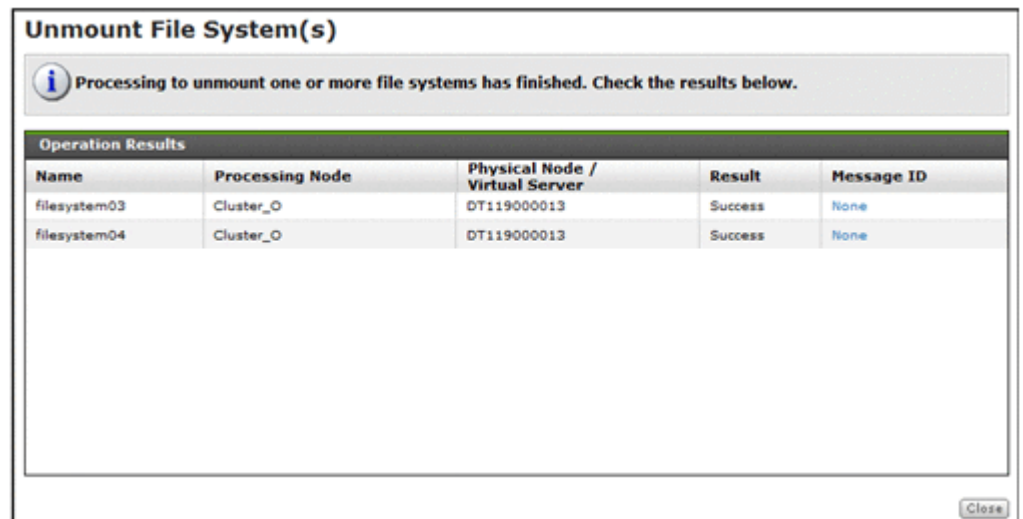 Unmount File System(s)
Processing to unmount one or more file systems has finished. Check the results below.
Operation Results
Name Processing Node Physical Node / Virtual Server Result Message ID
filesystem03 Cluster_O DT119000013 Success None
filesystem04 Cluster_O DT119000013 Success None
Close